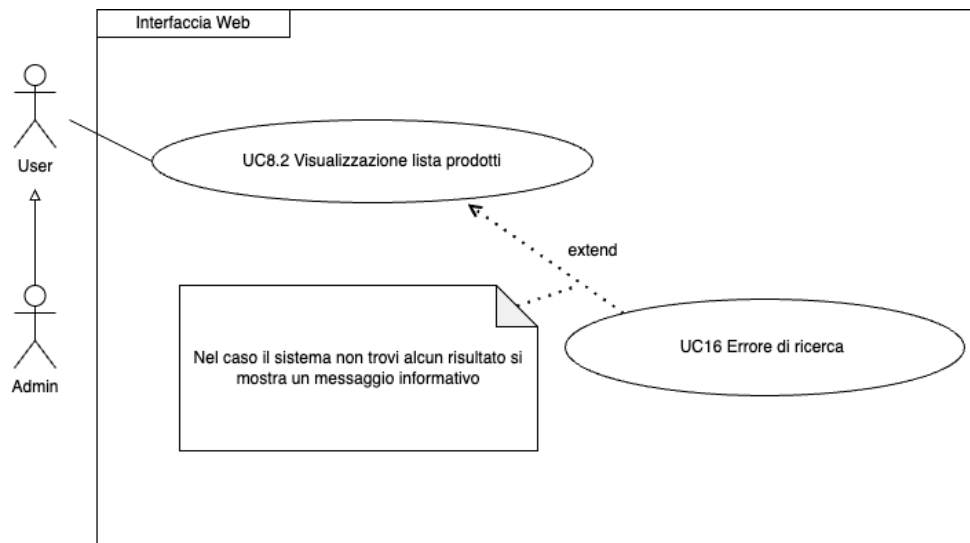 Interfaccia Web
User
UC8.2 Visualizzazione lista prodotti
extend
Nel caso il sistema non trovi alcun risultato si
mostra un messaggio informativo
UC16 Errore di ricerca
Admin